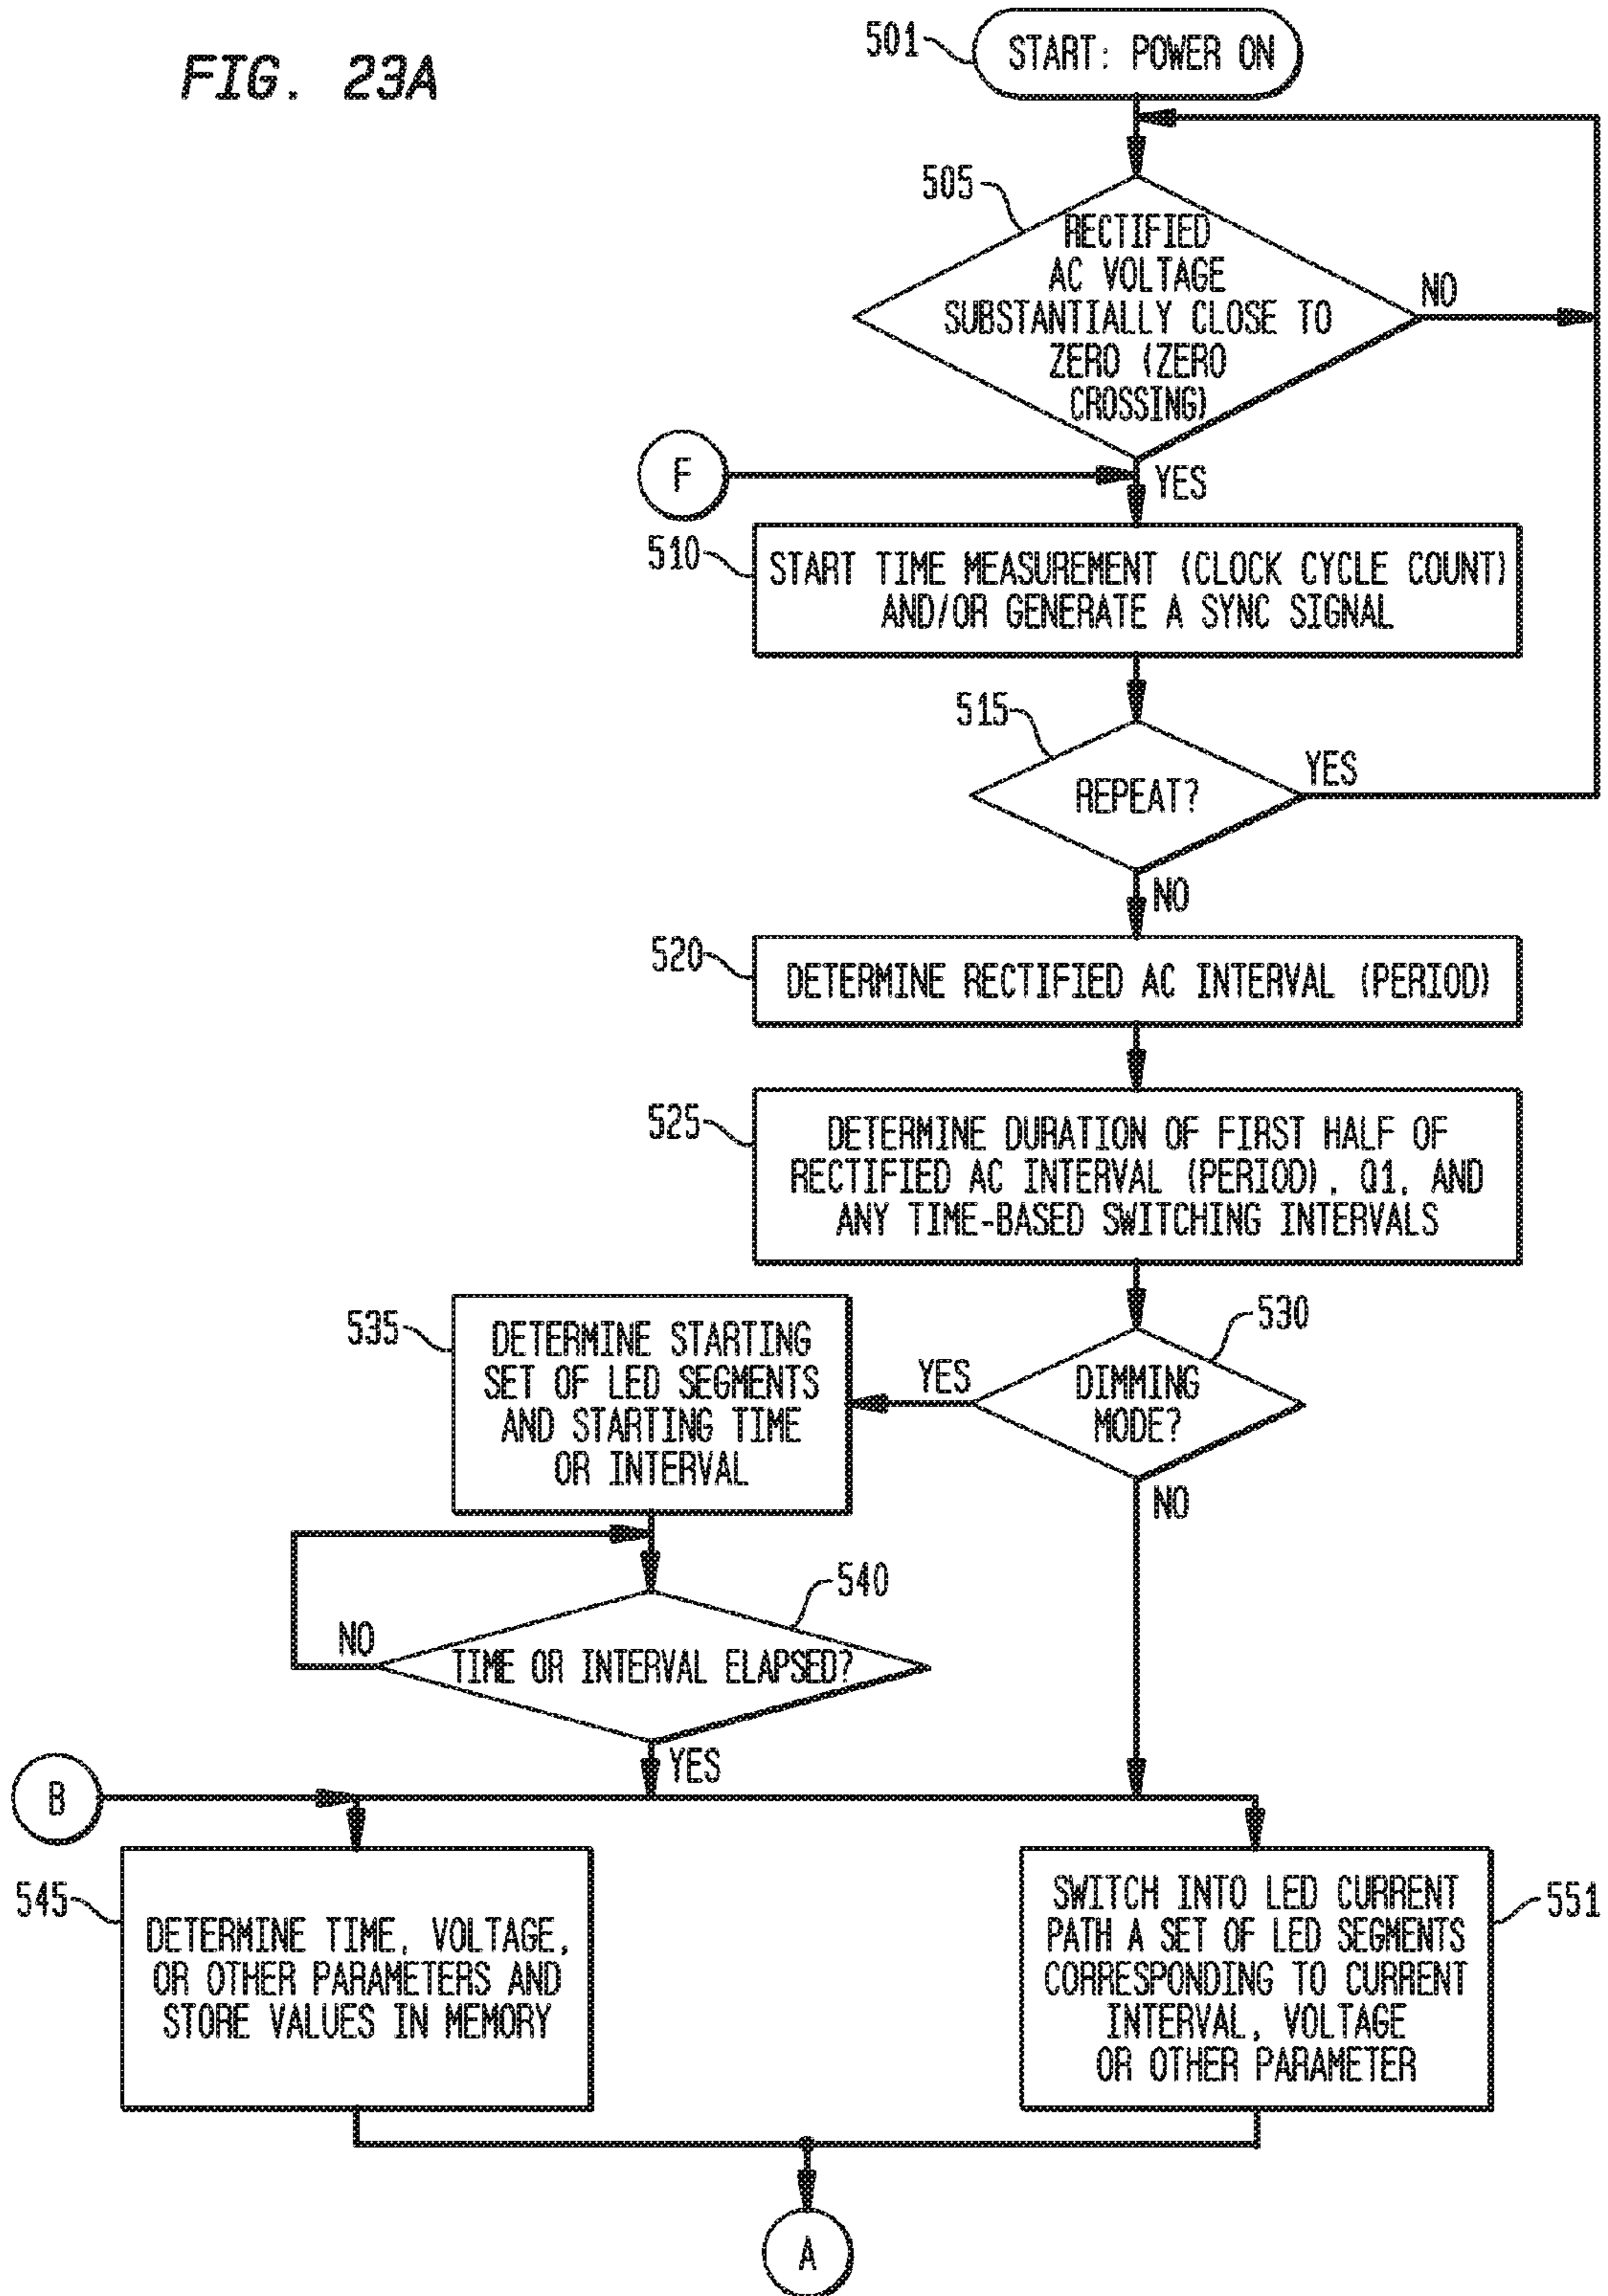 FIG. 23A
501
START: POWER ON
505
RECTIFIED
AC VOLTAGE
SUBSTANTIALLY CLOSE TO
ZERO (ZERO
CROSSING)
NO
F
YES
510
START TIME MEASUREMENT (CLOCK CYCLE COUNT)
AND/OR GENERATE A SYNC SIGNAL
515
REPEAT?
YES
NO
520
DETERMINE RECTIFIED AC INTERVAL (PERIOD)
525
DETERMINE DURATION OF FIRST HALF OF
RECTIFIED AC INTERVAL (PERIOD), Q1, AND
ANY TIME-BASED SWITCHING INTERVALS
530
DIMMING
MODE?
YES
NO
535
DETERMINE STARTING
SET OF LED SEGMENTS
AND STARTING TIME
OR INTERVAL
540
TIME OR INTERVAL ELAPSED?
NO
YES
B
545
DETERMINE TIME, VOLTAGE,
OR OTHER PARAMETERS AND
STORE VALUES IN MEMORY
551
SWITCH INTO LED CURRENT
PATH A SET OF LED SEGMENTS
CORRESPONDING TO CURRENT
INTERVAL, VOLTAGE
OR OTHER PARAMETER
A